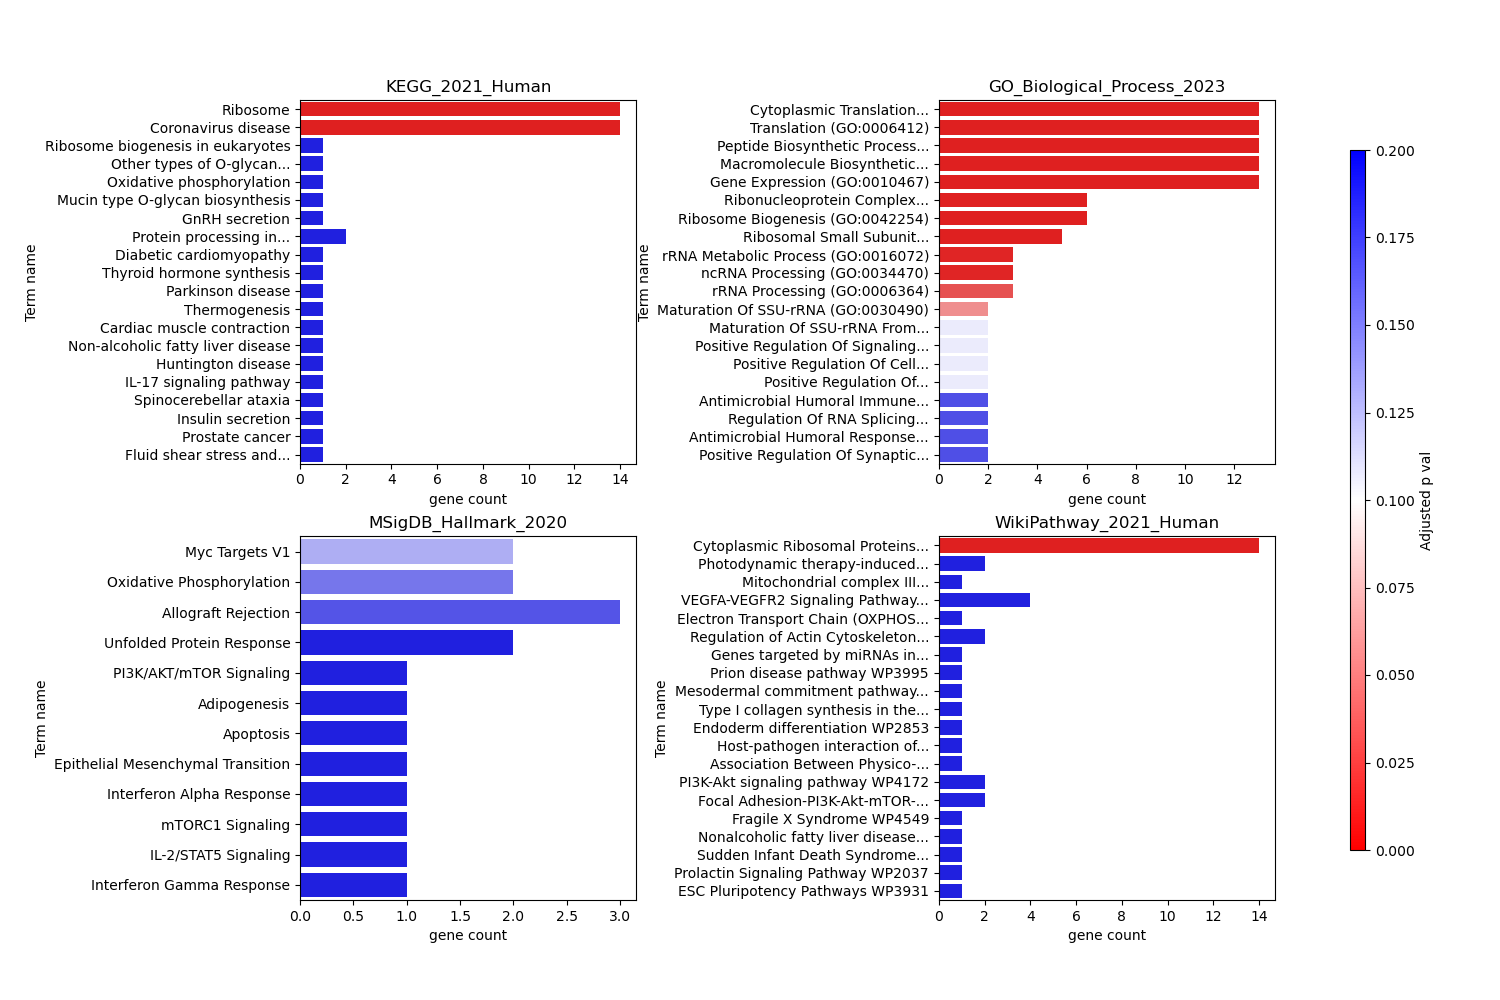 KEGG_2021_Human
Term name
Ribosome
Coronavirus disease
Ribosome biogenesis in eukaryotes
Other types of O-glycan...
Oxidative phosphorylation
Mucin type O-glycan biosynthesis
GnRH secretion
Protein processing in...
Diabetic cardiomyopathy
Thyroid hormone synthesis
Parkinson disease
Thermogenesis
Cardiac muscle contraction
Non-alcoholic fatty liver disease
Huntington disease
IL-17 signaling pathway
Spinocerebellar ataxia
Insulin secretion
Prostate cancer
Fluid shear stress and...
0 2 4 6 8 10 12 14
gene count
GO_Biological_Process_2023
Term name
Cytoplasmic Translation...
Translation (GO:0006412)
Peptide Biosynthetic Process...
Macromolecule Biosynthetic...
Gene Expression (GO:0010467)
Ribonucleoprotein Complex...
Ribosome Biogenesis (GO:0042254)
Ribosomal Small Subunit...
rRNA Metabolic Process (GO:0016072)
ncRNA Processing (GO:0034470)
rRNA Processing (GO:0006364)
Maturation Of SSU-rRNA (GO:0030490)
Maturation Of SSU-rRNA From...
Positive Regulation Of Signaling...
Positive Regulation Of Cell...
Positive Regulation Of...
Antimicrobial Humoral Immune...
Regulation Of RNA Splicing...
Antimicrobial Humoral Response...
Positive Regulation Of Synaptic...
0 2 4 6 8 10 12
gene count
MSigDB_Hallmark_2020
Term name
Myc Targets V1
Oxidative Phosphorylation
Allograft Rejection
Unfolded Protein Response
PI3K/AKT/mTOR Signaling
Adipogenesis
Apoptosis
Epithelial Mesenchymal Transition
Interferon Alpha Response
mTORC1 Signaling
IL-2/STAT5 Signaling
Interferon Gamma Response
0.0 0.5 1.0 1.5 2.0 2.5 3.0
gene count
WikiPathway_2021_Human
Term name
Cytoplasmic Ribosomal Proteins...
Photodynamic therapy-induced...
Mitochondrial complex III...
VEGFA-VEGFR2 Signaling Pathway...
Electron Transport Chain (OXPHOS...
Regulation of Actin Cytoskeleton...
Genes targeted by miRNAs in...
Prion disease pathway WP3995
Mesodermal commitment pathway...
Type I collagen synthesis in the...
Endoderm differentiation WP2853
Host-pathogen interaction of...
Association Between Physico-...
PI3K-Akt signaling pathway WP4172
Focal Adhesion-PI3K-Akt-mTOR-...
Fragile X Syndrome WP4549
Nonalcoholic fatty liver disease...
Sudden Infant Death Syndrome...
Prolactin Signaling Pathway WP2037
ESC Pluripotency Pathways WP3931
0 2 4 6 8 10 12 14
gene count
0.200
0.175
0.150
0.125
0.100
0.075
0.050
0.025
0.000
Adjusted p val